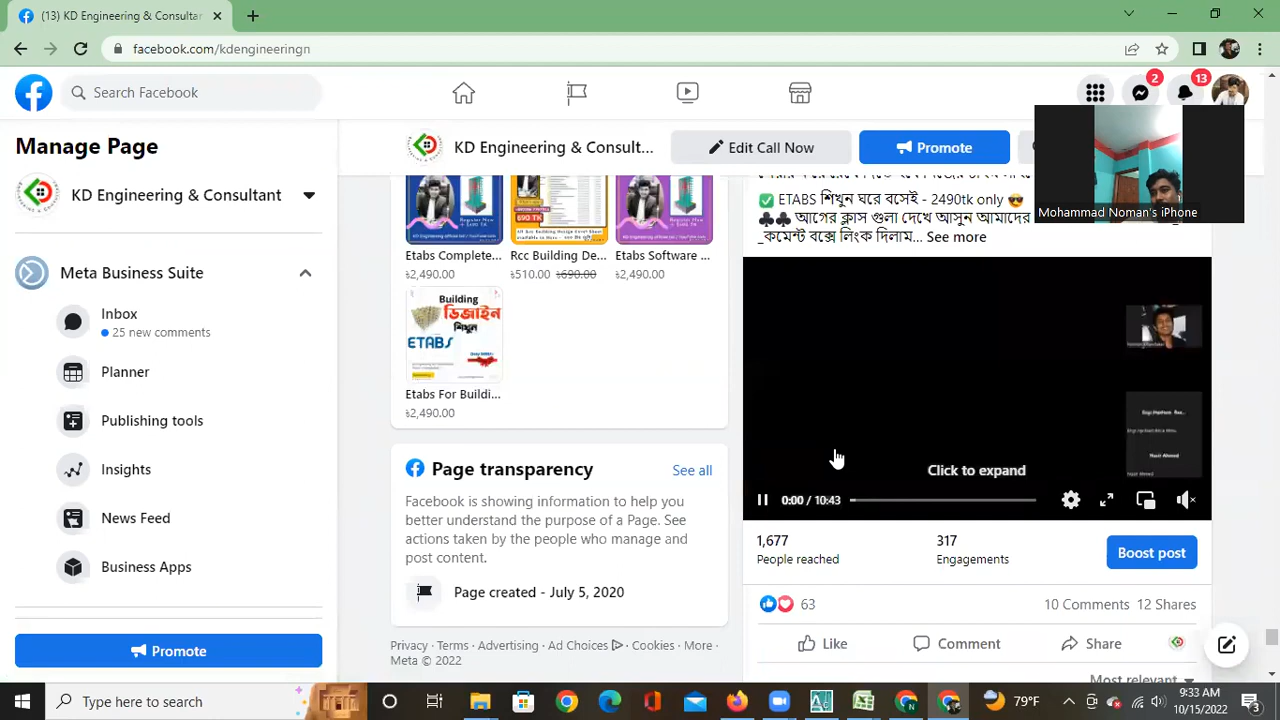 (13) KD Engineering & Consultant
facebook.com/kdengineeringn
Search Facebook
2
13
Manage Page
KD Engineering & Consult...
Edit Call Now
Promote
KD Engineering & Consultant
Mohammad Noman's iPhone
✅ ETABS শিখুন ঘরে বসেই - 2490tk only 😎
♣♣ আগের ক্লাস গুলা দেখে আসুন আমাদের
_কমেন্ট বক্সে লিংক দিলাম... See more
Etabs Complete...
৳2,490.00
Rcc Building De...
৳510.00 ৳690.00
Etabs Software ...
৳2,490.00
Meta Business Suite
Inbox
25 new comments
Planner
Publishing tools
Insights
News Feed
Business Apps
Promote
Building
ডিজাইন
শিখুন
ETABS
Etabs For Buildi...
৳2,490.00
Page transparency
See all
Facebook is showing information to help you
better understand the purpose of a Page. See
actions taken by the people who manage and
post content.
Page created - July 5, 2020
Privacy · Terms · Advertising · Ad Choices · Cookies · More ·
Meta © 2022
Nasir Ahmed
Click to expand
0:00 / 10:43
1,677
People reached
317
Engagements
Boost post
63
10 Comments 12 Shares
Like
Comment
Share
Most relevant
Type here to search
79°F
9:33 AM
10/15/2022
3